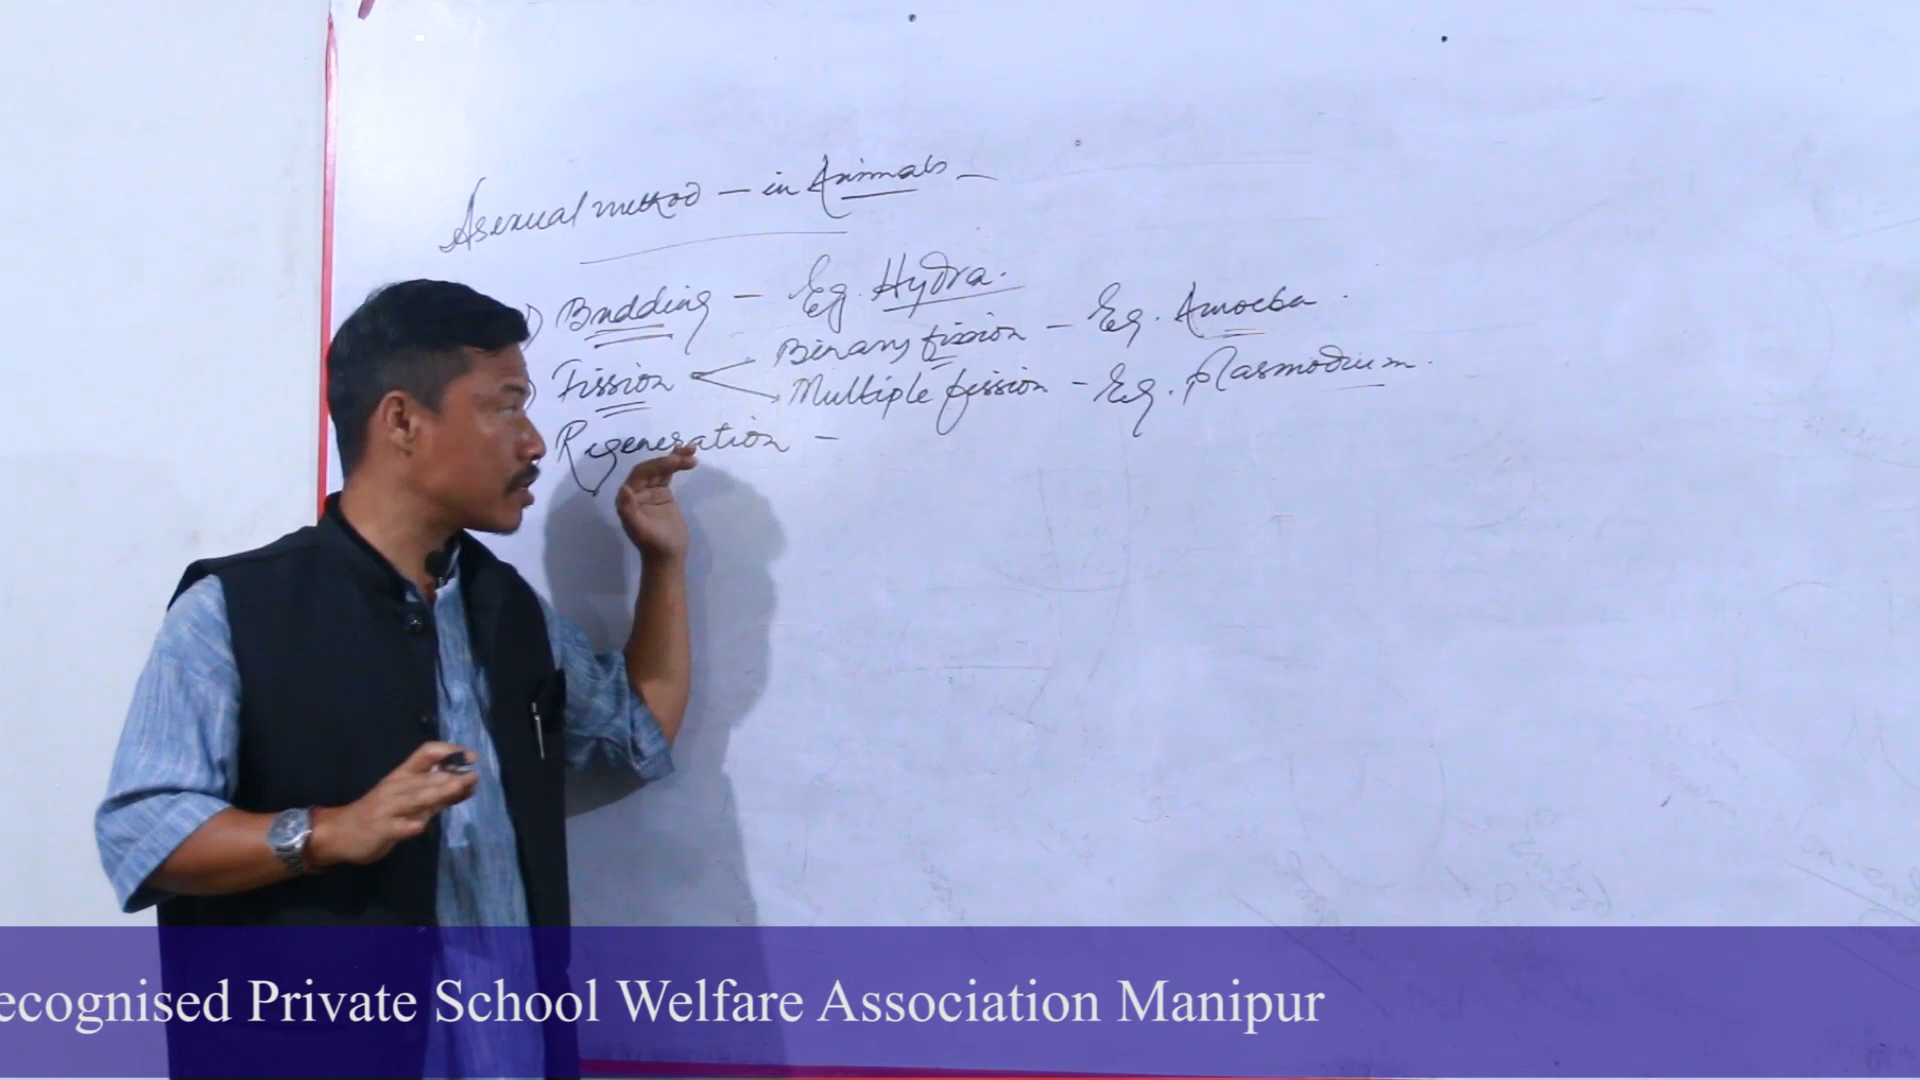 Asexual method - in Animals -
) Budding - Eg. Hydra.
) Fission
Binary fission - Eg. Amoeba.
Multiple fission - Eg. Plasmodium.
Regeneration -
ecognised Private School Welfare Association Manipur